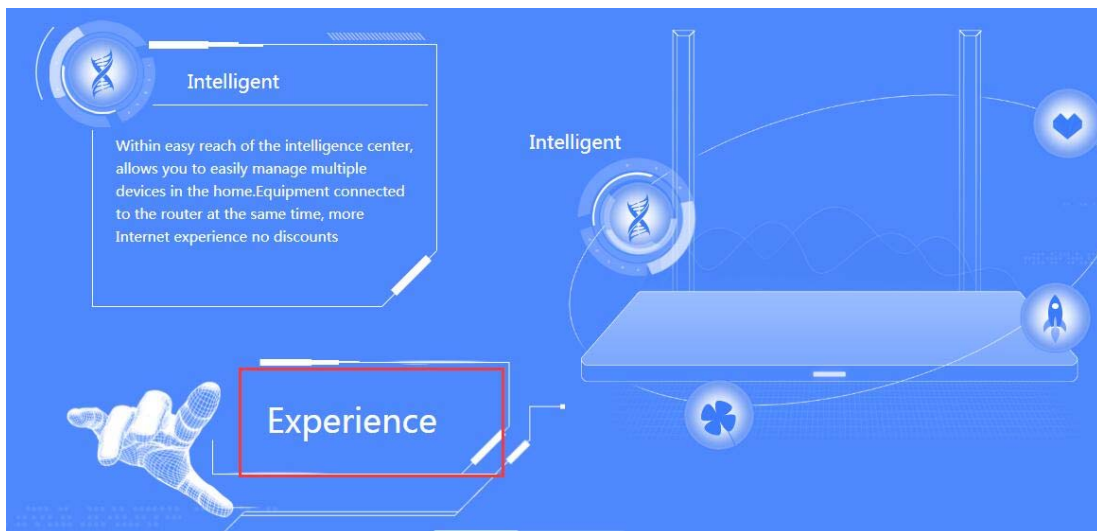 Intelligent
Within easy reach of the intelligence center,
allows you to easily manage multiple
devices in the home.Equipment connected
to the router at the same time, more
Internet experience no discounts
Intelligent
Experience